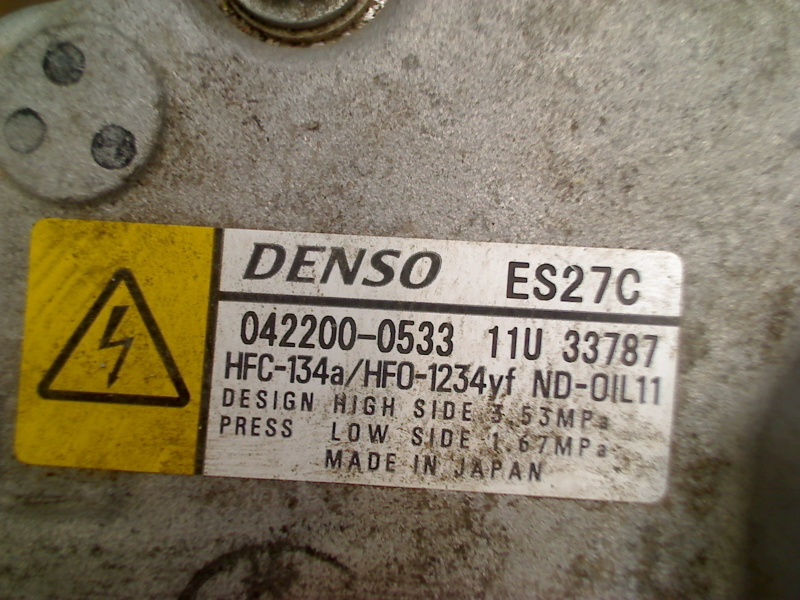 DENSO ES27C
042200-0533 11U 33787
HFC-134a/HFO-1234yf ND-OIL11
DESIGN HIGH SIDE 3.53MPa
PRESS LOW SIDE 1.67MPa
MADE IN JAPAN